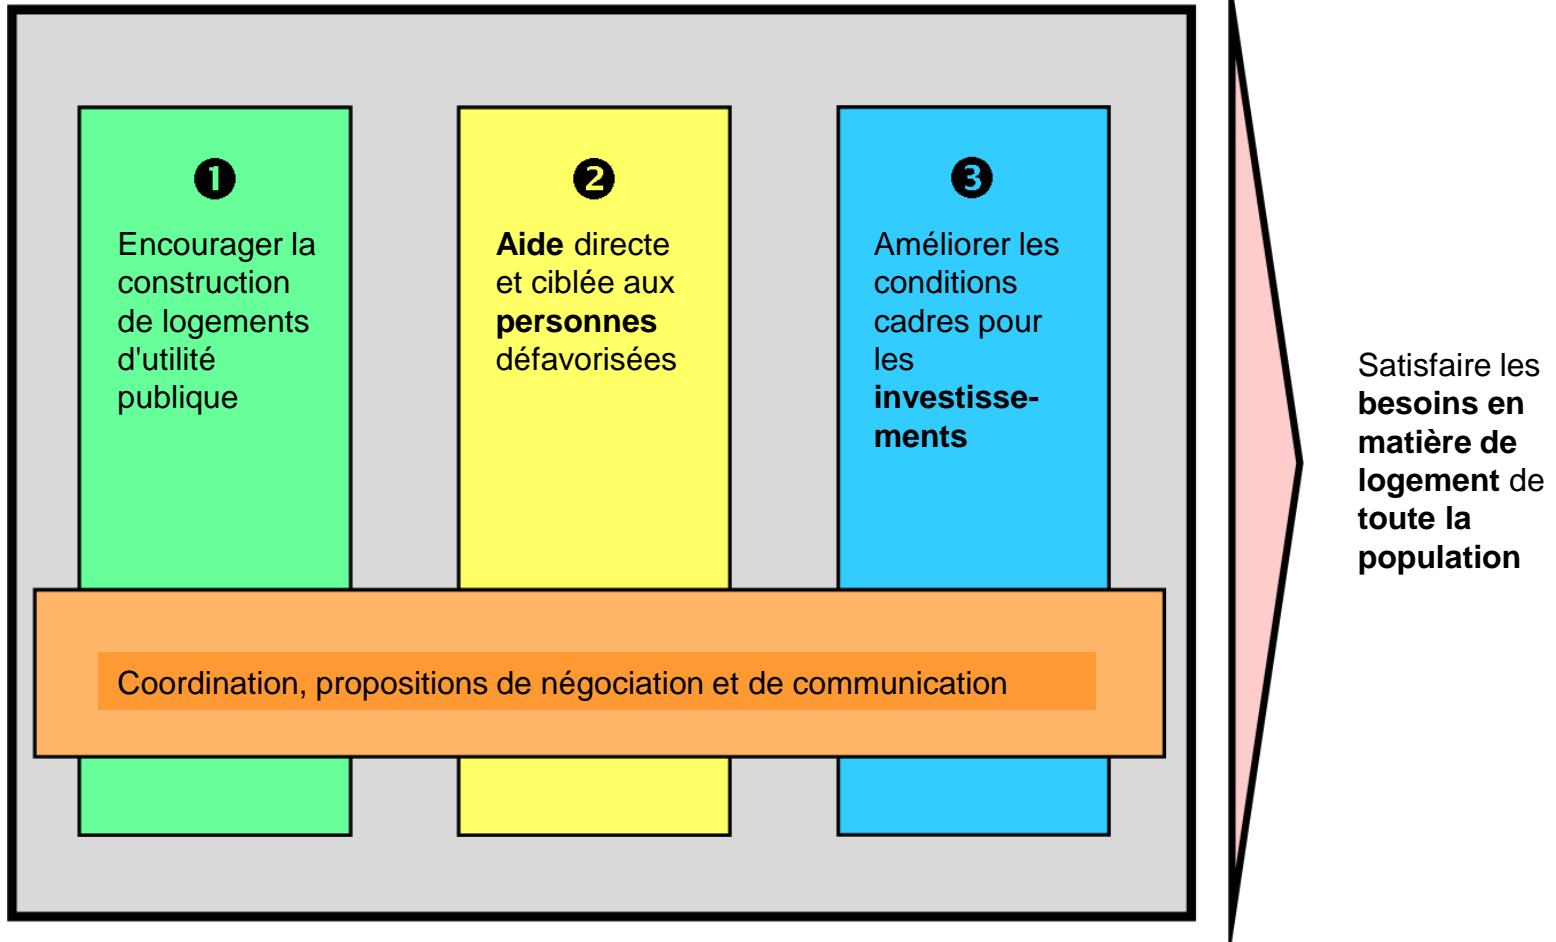 ❶
Encourager la
construction
de logements
d'utilité
publique
❷
Aide directe
et ciblée aux
personnes
défavorisées
❸
Améliorer les
conditions
cadres pour
les
investisse-
ments
Coordination, propositions de négociation et de communication
Satisfaire les
besoins en
matière de
logement de
toute la
population